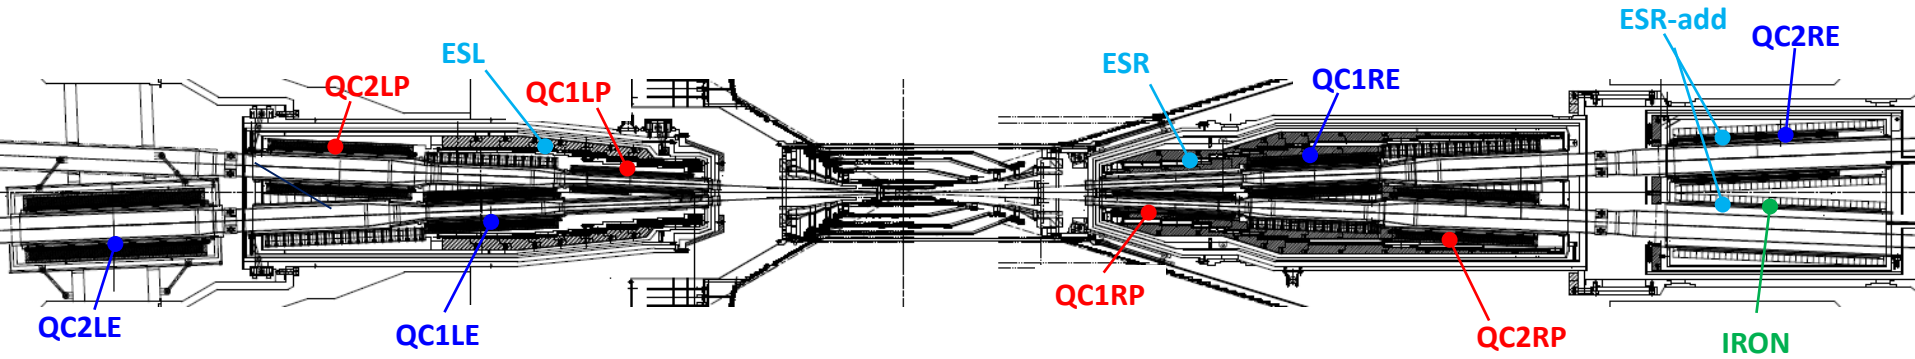 ESR-add
QC2RE
ESL
ESR
QC2LP
QC1LP
QC1RE
QC1RP
QC2LE
QC1LE
QC2RP
IRON